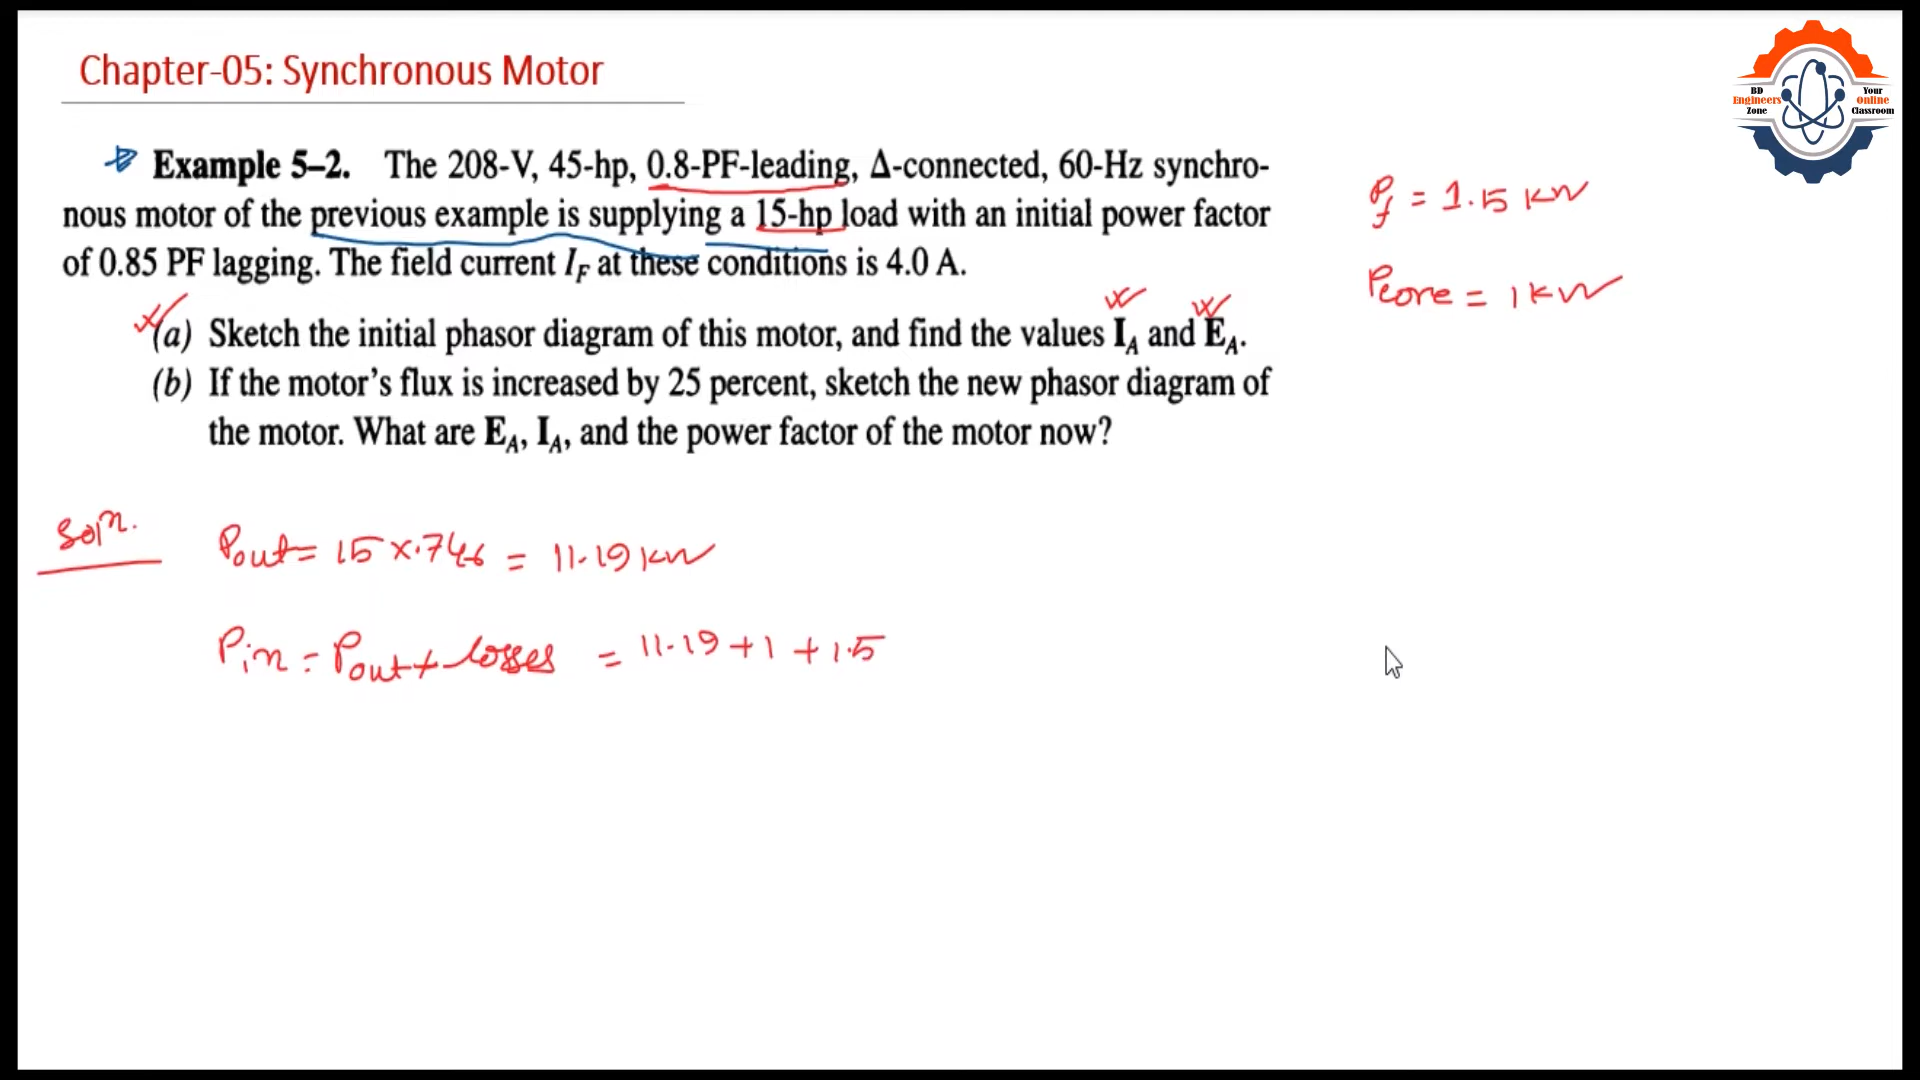 Chapter-05: Synchronous Motor
BD Engineers Zone
Your Online Classroom
Example 5–2. The 208-V, 45-hp, 0.8-PF-leading, Δ-connected, 60-Hz synchro-
nous motor of the previous example is supplying a 15-hp load with an initial power factor
of 0.85 PF lagging. The field current I_F at these conditions is 4.0 A.
(a) Sketch the initial phasor diagram of this motor, and find the values I_A and E_A.
(b) If the motor's flux is increased by 25 percent, sketch the new phasor diagram of
the motor. What are E_A, I_A, and the power factor of the motor now?
P_f = 1.5 kW
P_core = 1 kW
Soln.
P_out = 15 × .746 = 11.19 kW
P_in = P_out + losses = 11.19 + 1 + 1.5